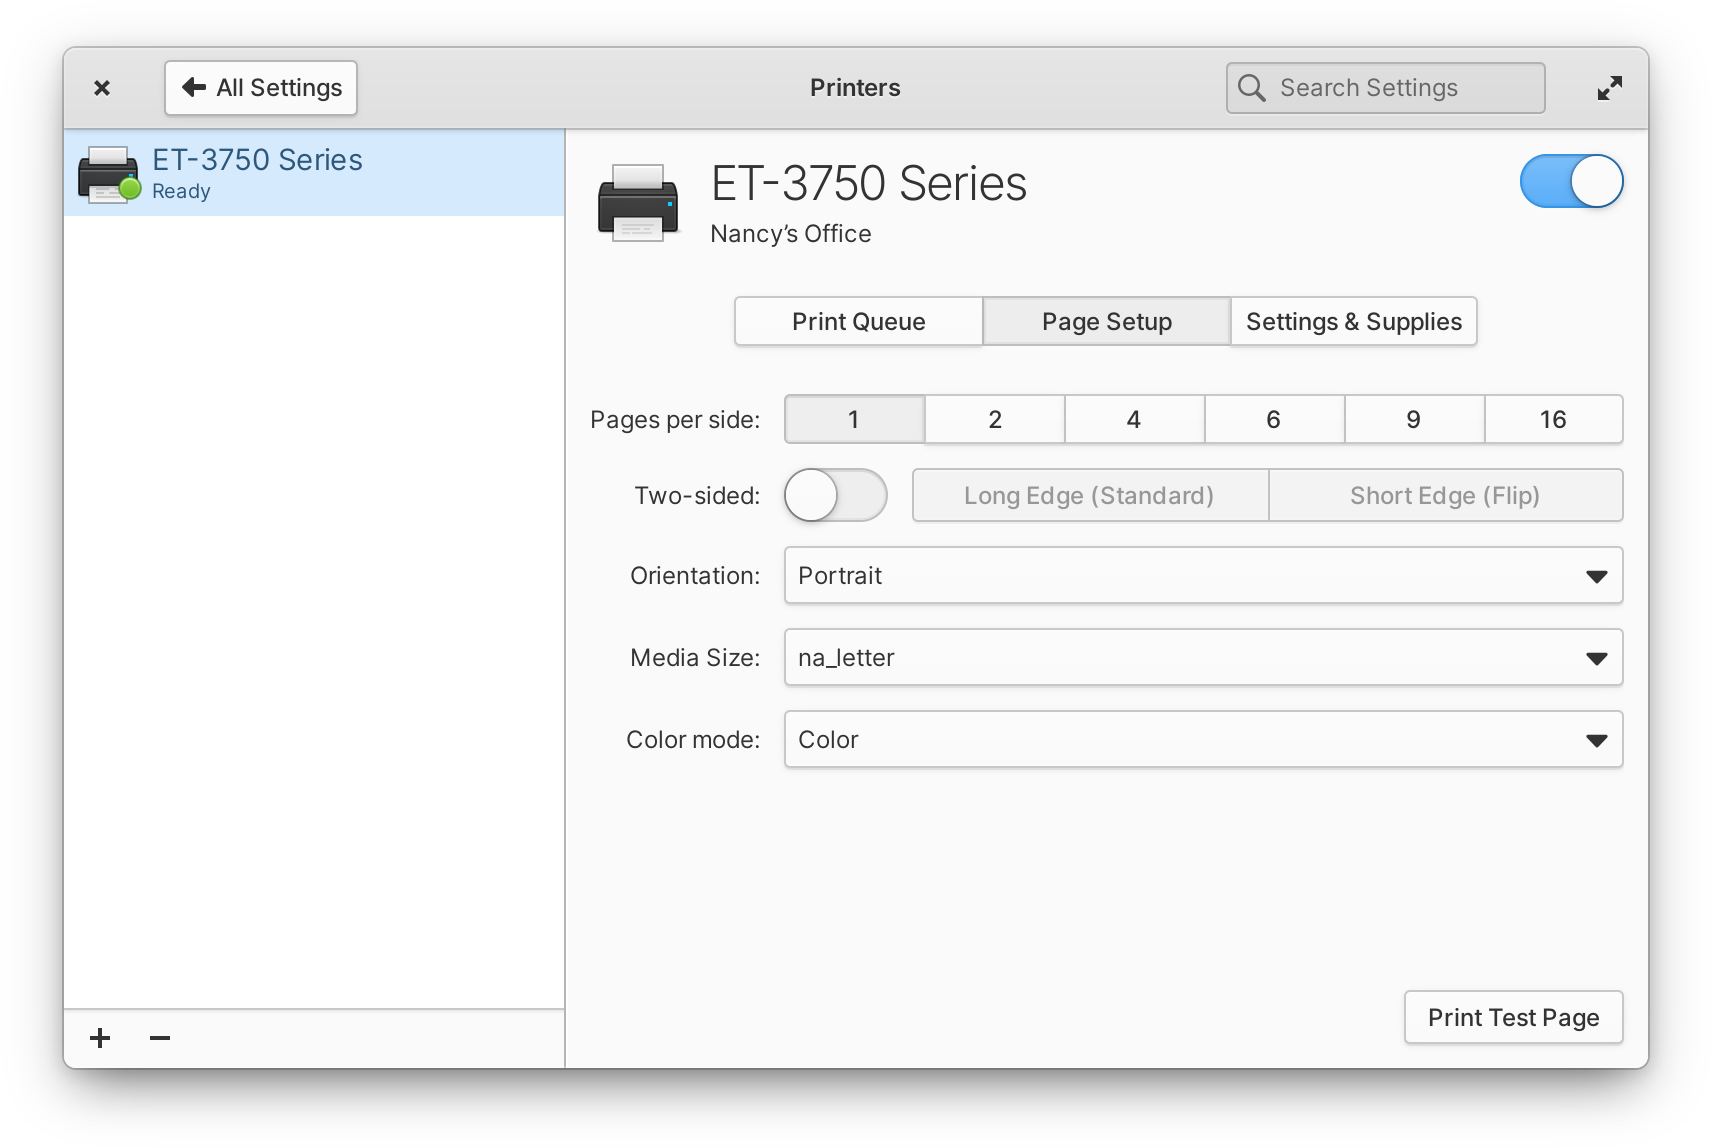 All Settings
Printers
Search Settings
ET-3750 Series
Ready
ET-3750 Series
Nancy’s Office
Print Queue
Page Setup
Settings & Supplies
Pages per side:
1
2
4
6
9
16
Two-sided:
Long Edge (Standard)
Short Edge (Flip)
Orientation:
Portrait
Media Size:
na_letter
Color mode:
Color
Print Test Page